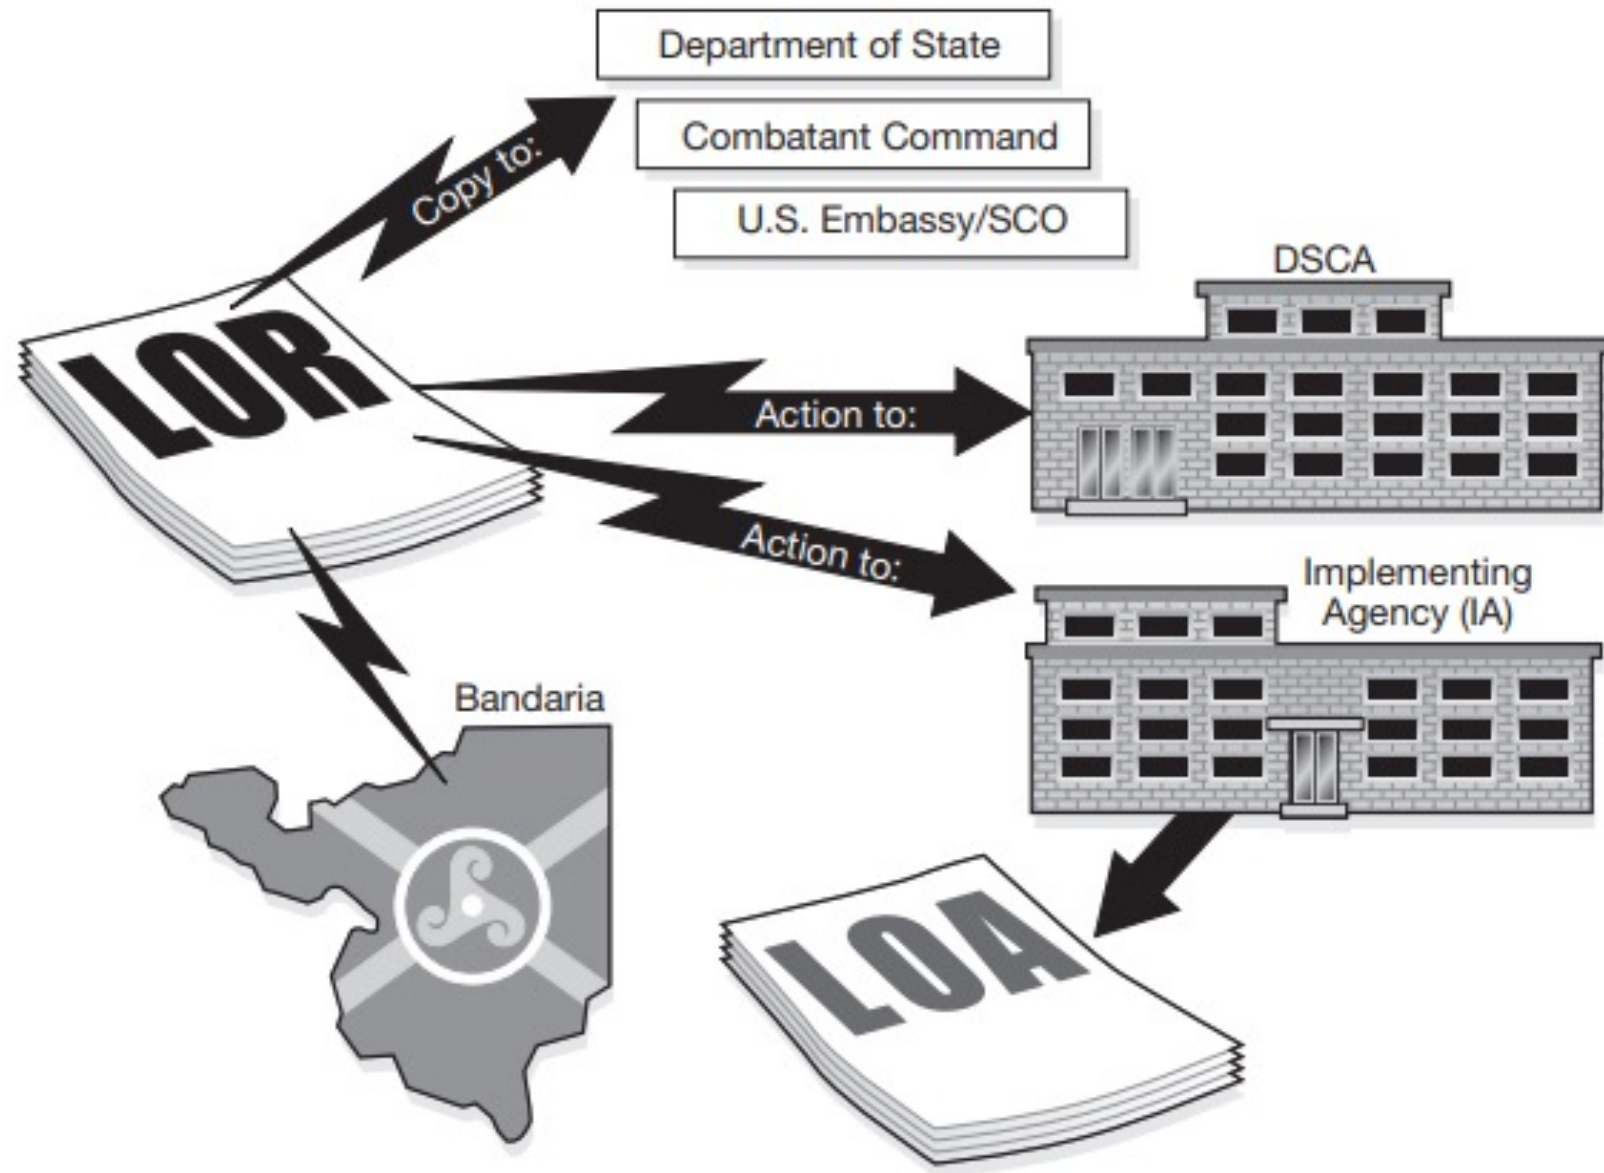 Department of State
Combatant Command
U.S. Embassy/SCO
Copy to:
DSCA
LOR
Action to:
Action to:
Implementing
Agency (IA)
Bandaria
LOA